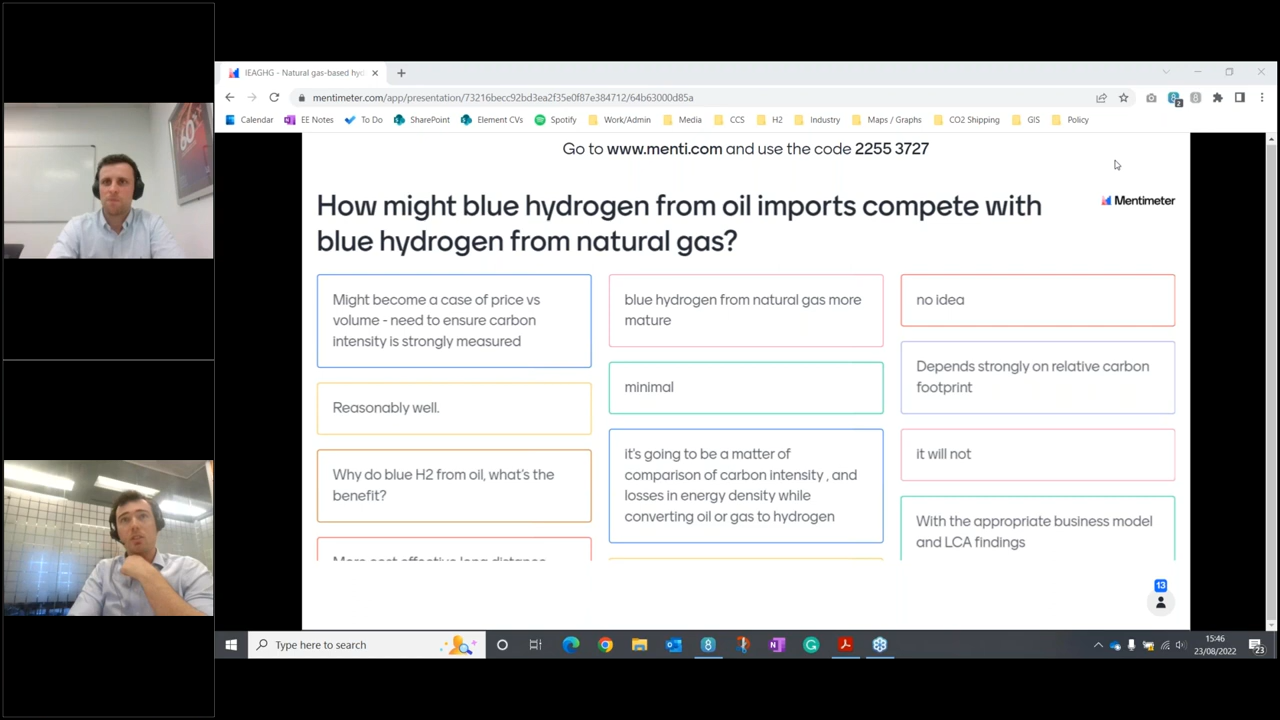 60
IEAGHG - Natural gas-based hyd
mentimeter.com/app/presentation/73216becc92bd3ea2f35e0f87e384712/64b63000d85a
Calendar
EE Notes
To Do
SharePoint
Element CVs
Spotify
Work/Admin
Media
CCS
H2
Industry
Maps / Graphs
CO2 Shipping
GIS
Policy
Go to www.menti.com and use the code 2255 3727
How might blue hydrogen from oil imports compete with
blue hydrogen from natural gas?
Mentimeter
Might become a case of price vs
volume - need to ensure carbon
intensity is strongly measured
Reasonably well.
Why do blue H2 from oil, what's the
benefit?
More cost effective long distance
blue hydrogen from natural gas more
mature
minimal
it's going to be a matter of
comparison of carbon intensity , and
losses in energy density while
converting oil or gas to hydrogen
no idea
Depends strongly on relative carbon
footprint
it will not
With the appropriate business model
and LCA findings
13
Type here to search
15:46
23/08/2022
23